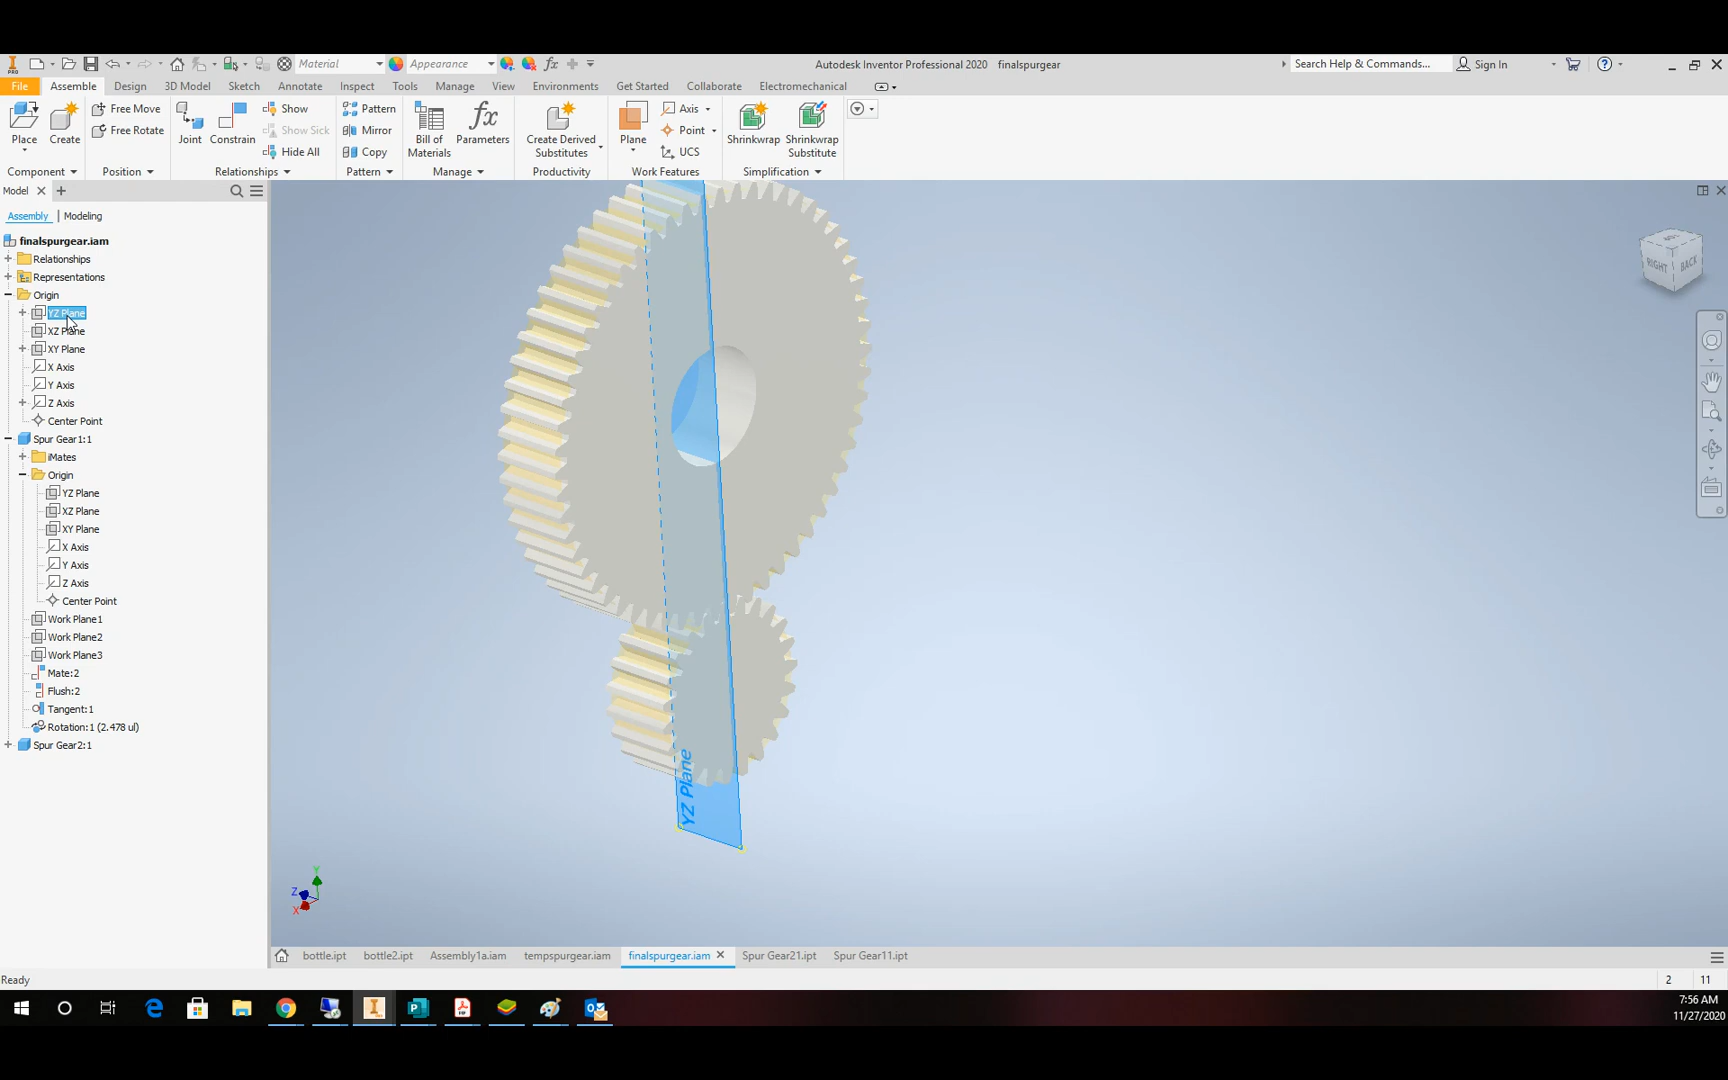 Material
Appearance
Autodesk Inventor Professional 2020 finalspurgear
Search Help & Commands...
Sign In
File Assemble Design 3D Model Sketch Annotate Inspect Tools Manage View Environments Get Started Collaborate Electromechanical
Place
Create
Free Move
Free Rotate
Joint
Constrain
Show
Show Sick
Hide All
Pattern
Mirror
Copy
Bill of Materials
Parameters
Create Derived Substitutes
Plane
Axis
Point
UCS
Shrinkwrap
Shrinkwrap Substitute
Component Position Relationships Pattern Manage Productivity Work Features Simplification
Model
Assembly Modeling
finalspurgear.iam
Relationships
Representations
Origin
YZ Plane
XZ Plane
XY Plane
X Axis
Y Axis
Z Axis
Center Point
Spur Gear1:1
iMates
Origin
YZ Plane
XZ Plane
XY Plane
X Axis
Y Axis
Z Axis
Center Point
Work Plane1
Work Plane2
Work Plane3
Mate:2
Flush:2
Tangent:1
Rotation:1 (2.478 ul)
Spur Gear2:1
YZ Plane
RIGHT
BACK
Y
Z
X
bottle.ipt bottle2.ipt Assembly1a.iam tempspurgear.iam finalspurgear.iam Spur Gear21.ipt Spur Gear11.ipt
Ready
2 11
7:56 AM
11/27/2020